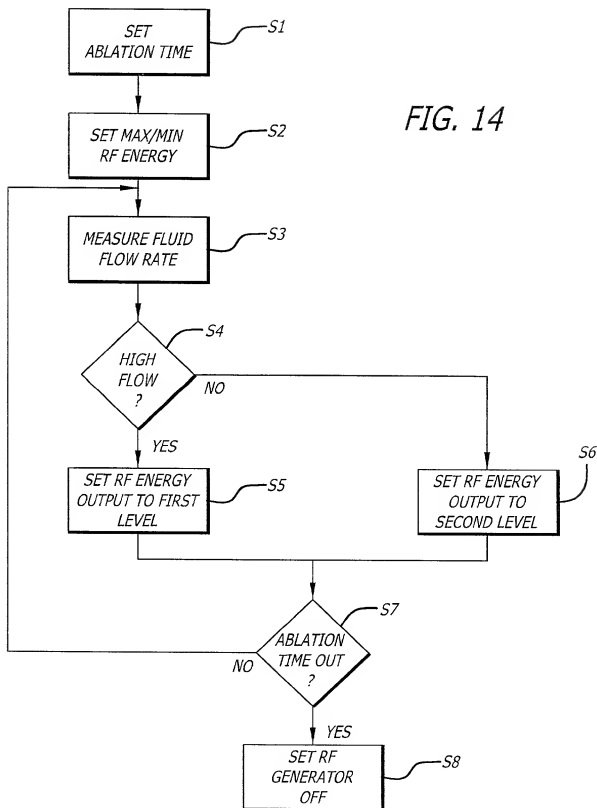 SET
ABLATION TIME
S1
FIG. 14
SET MAX/MIN
RF ENERGY
S2
MEASURE FLUID
FLOW RATE
S3
HIGH
FLOW
?
S4
NO
YES
SET RF ENERGY
OUTPUT TO FIRST
LEVEL
S5
SET RF ENERGY
OUTPUT TO
SECOND LEVEL
S6
ABLATION
TIME OUT
?
S7
NO
YES
SET RF
GENERATOR
OFF
S8